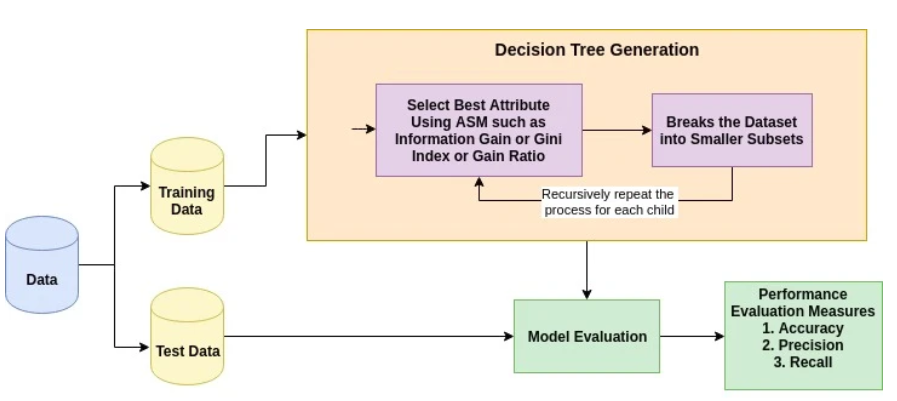 Decision Tree Generation
Select Best Attribute
Using ASM such as
Information Gain or Gini
Index or Gain Ratio
Breaks the Dataset
into Smaller Subsets
Recursively repeat the
process for each child
Training
Data
Data
Test Data
Model Evaluation
Performance
Evaluation Measures
1. Accuracy
2. Precision
3. Recall